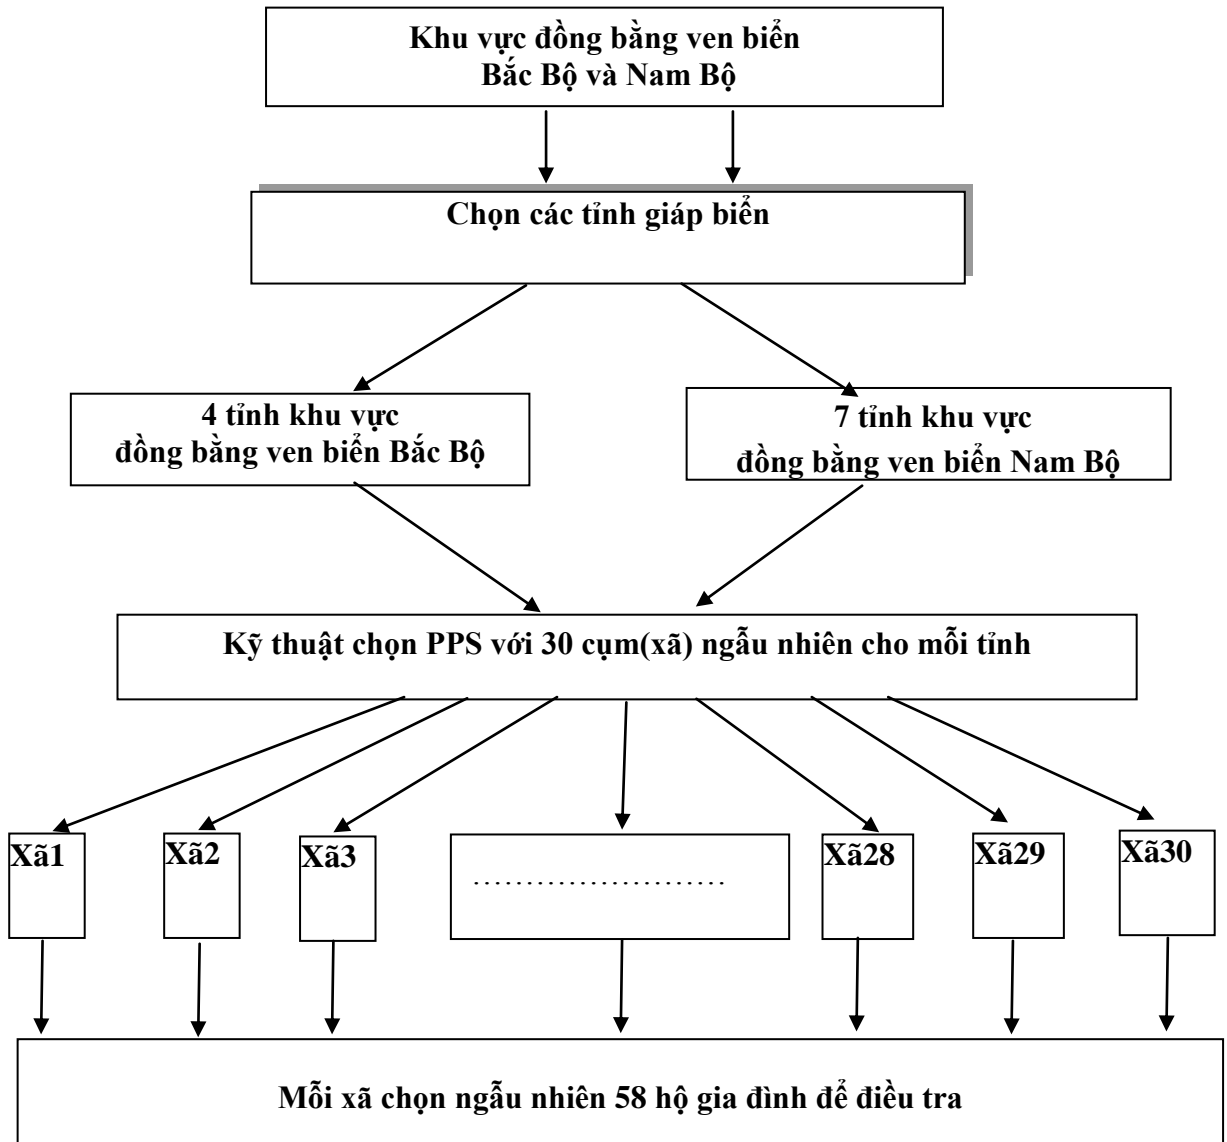 Khu vực đồng bằng ven biển
Bắc Bộ và Nam Bộ
Chọn các tỉnh giáp biển
4 tỉnh khu vực
đồng bằng ven biển Bắc Bộ
7 tỉnh khu vực
đồng bằng ven biển Nam Bộ
Kỹ thuật chọn PPS với 30 cụm(xã) ngẫu nhiên cho mỗi tỉnh
Xã1
Xã2
Xã3
........................
Xã28
Xã29
Xã30
Mỗi xã chọn ngẫu nhiên 58 hộ gia đình để điều tra